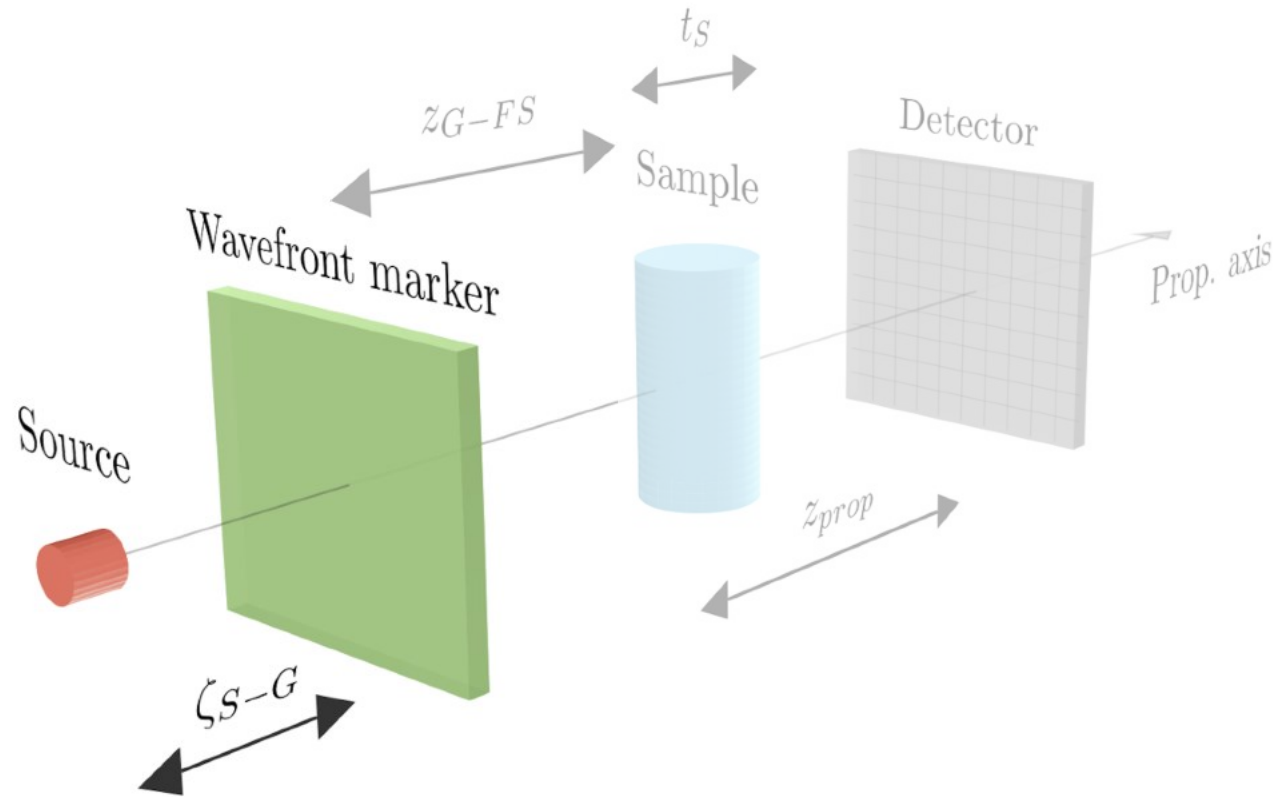 t_S
z_{G-FS}
Detector
Sample
Wavefront marker
Prop. axis
Source
z_{prop}
ζ_{S-G}